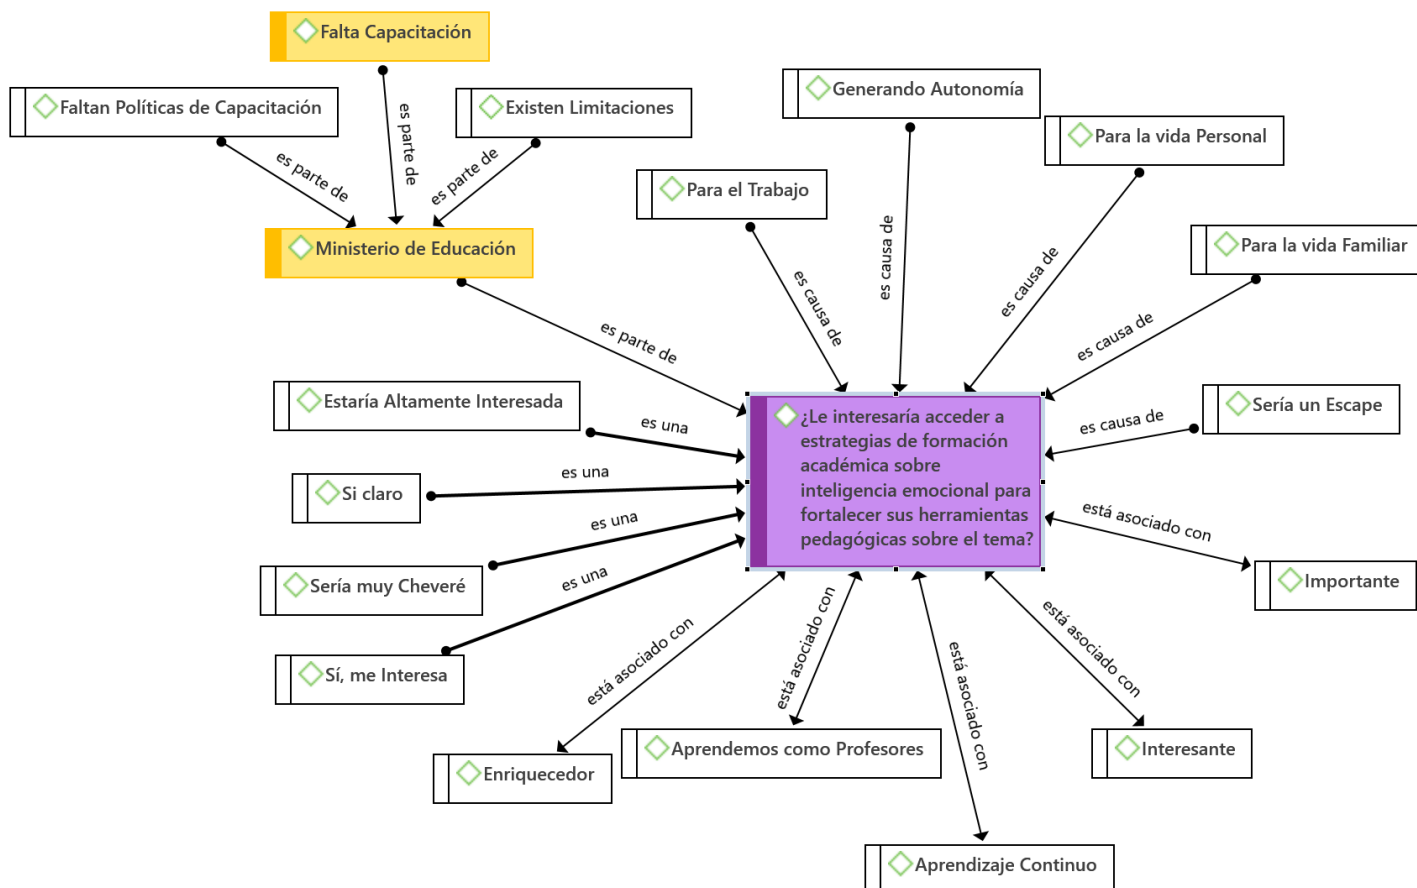 Falta Capacitación
Faltan Políticas de Capacitación
Existen Limitaciones
Generando Autonomía
Para la vida Personal
es parte de
es parte de
es parte de
Para el Trabajo
Ministerio de Educación
Para la vida Familiar
es causa de
es causa de
es causa de
es causa de
es parte de
Estaría Altamente Interesada
es una
Sería un Escape
es causa de
¿Le interesaría acceder a
estrategias de formación
académica sobre
inteligencia emocional para
fortalecer sus herramientas
pedagógicas sobre el tema?
Si claro
es una
es una
Sería muy Cheveré
es una
está asociado con
Importante
Sí, me Interesa
está asociado con
está asociado con
está asociado con
está asociado con
Enriquecedor
Aprendemos como Profesores
Interesante
Aprendizaje Continuo